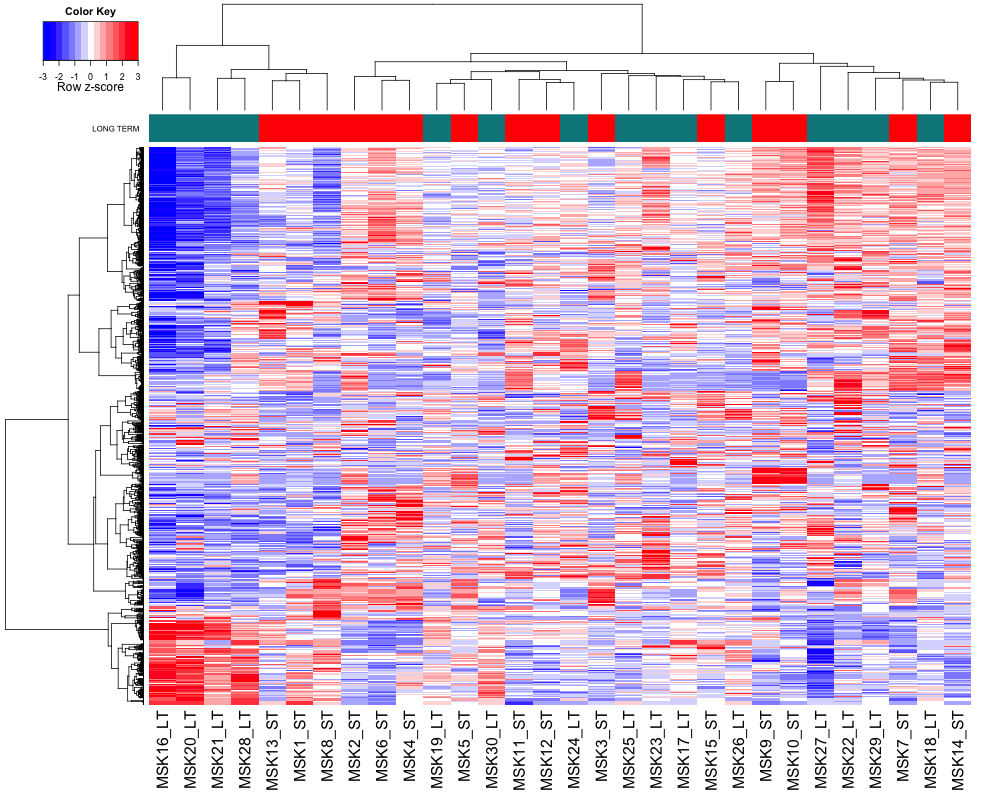 Color Key
-3 -2 -1 0 1 2 3
Row z-score
LONG TERM
MSK16_LT
MSK20_LT
MSK21_LT
MSK28_LT
MSK13_ST
MSK1_ST
MSK8_ST
MSK2_ST
MSK6_ST
MSK4_ST
MSK19_LT
MSK5_ST
MSK30_LT
MSK11_ST
MSK12_ST
MSK24_LT
MSK3_ST
MSK25_LT
MSK23_LT
MSK17_LT
MSK15_ST
MSK26_LT
MSK9_ST
MSK10_ST
MSK27_LT
MSK22_LT
MSK29_LT
MSK7_ST
MSK18_LT
MSK14_ST